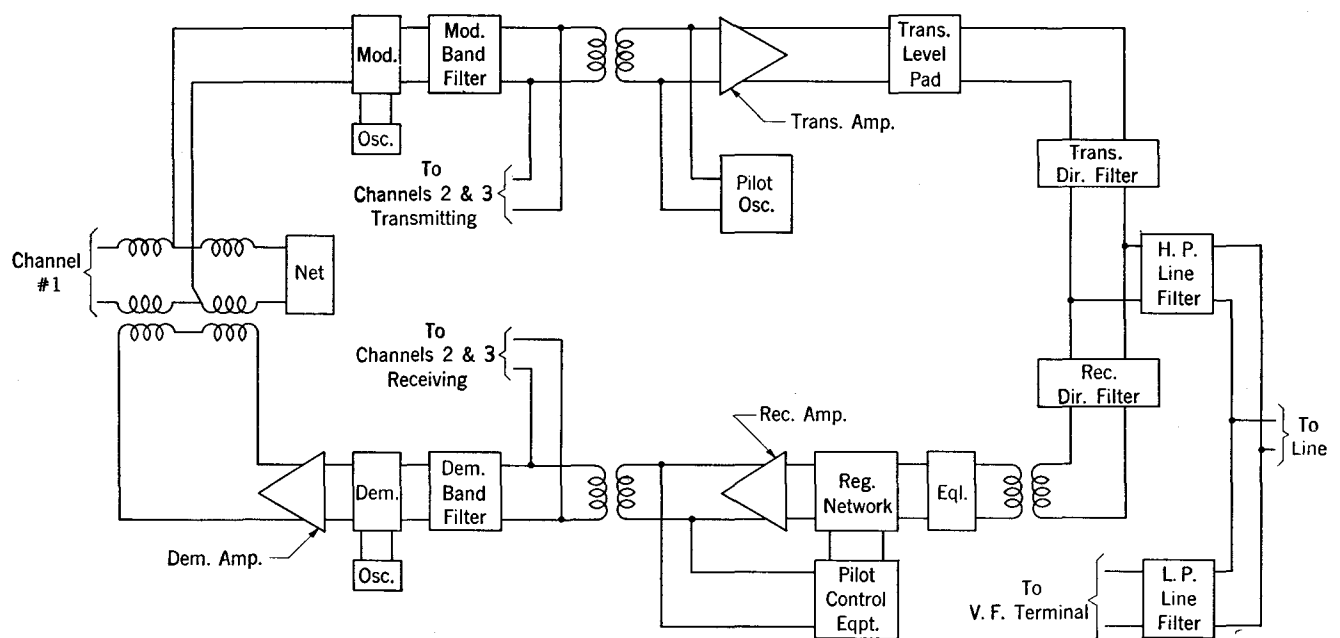 Mod.
Mod.
Band
Filter
Trans.
Level
Pad
Osc.
Trans. Amp.
To
Channels 2 & 3
Transmitting
Pilot
Osc.
Trans.
Dir. Filter
Channel
#1
Net
H. P.
Line
Filter
To
Channels 2 & 3
Receiving
Rec.
Dir. Filter
Rec. Amp.
To
Line
Dem.
Dem.
Band
Filter
Reg.
Network
Eql.
Dem. Amp.
Osc.
Pilot
Control
Eqpt.
To
V. F. Terminal
L. P.
Line
Filter